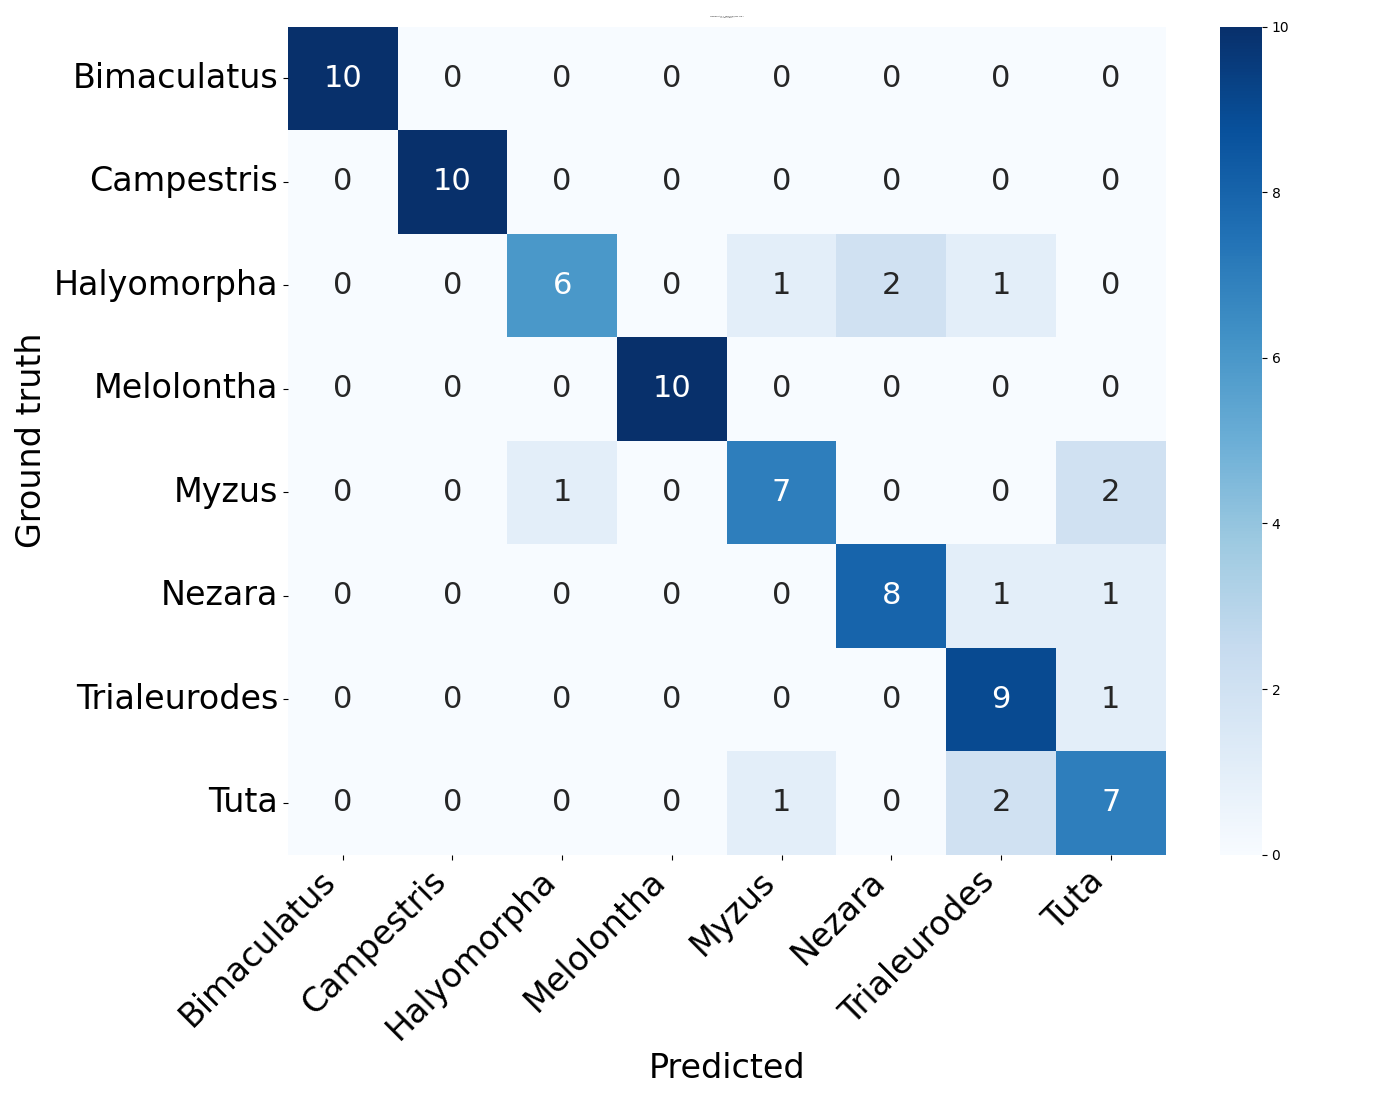 Bimaculatus 10 0 0 0 0 0 0 0
Campestris 0 10 0 0 0 0 0 0
Halyomorpha 0 0 6 0 1 2 1 0
Melolontha 0 0 0 10 0 0 0 0
Myzus 0 0 1 0 7 0 0 2
Nezara 0 0 0 0 0 8 1 1
Trialeurodes 0 0 0 0 0 0 9 1
Tuta 0 0 0 0 1 0 2 7
Ground truth
Bimaculatus Campestris Halyomorpha Melolontha Myzus Nezara Trialeurodes Tuta
Predicted
10
8
6
4
2
0